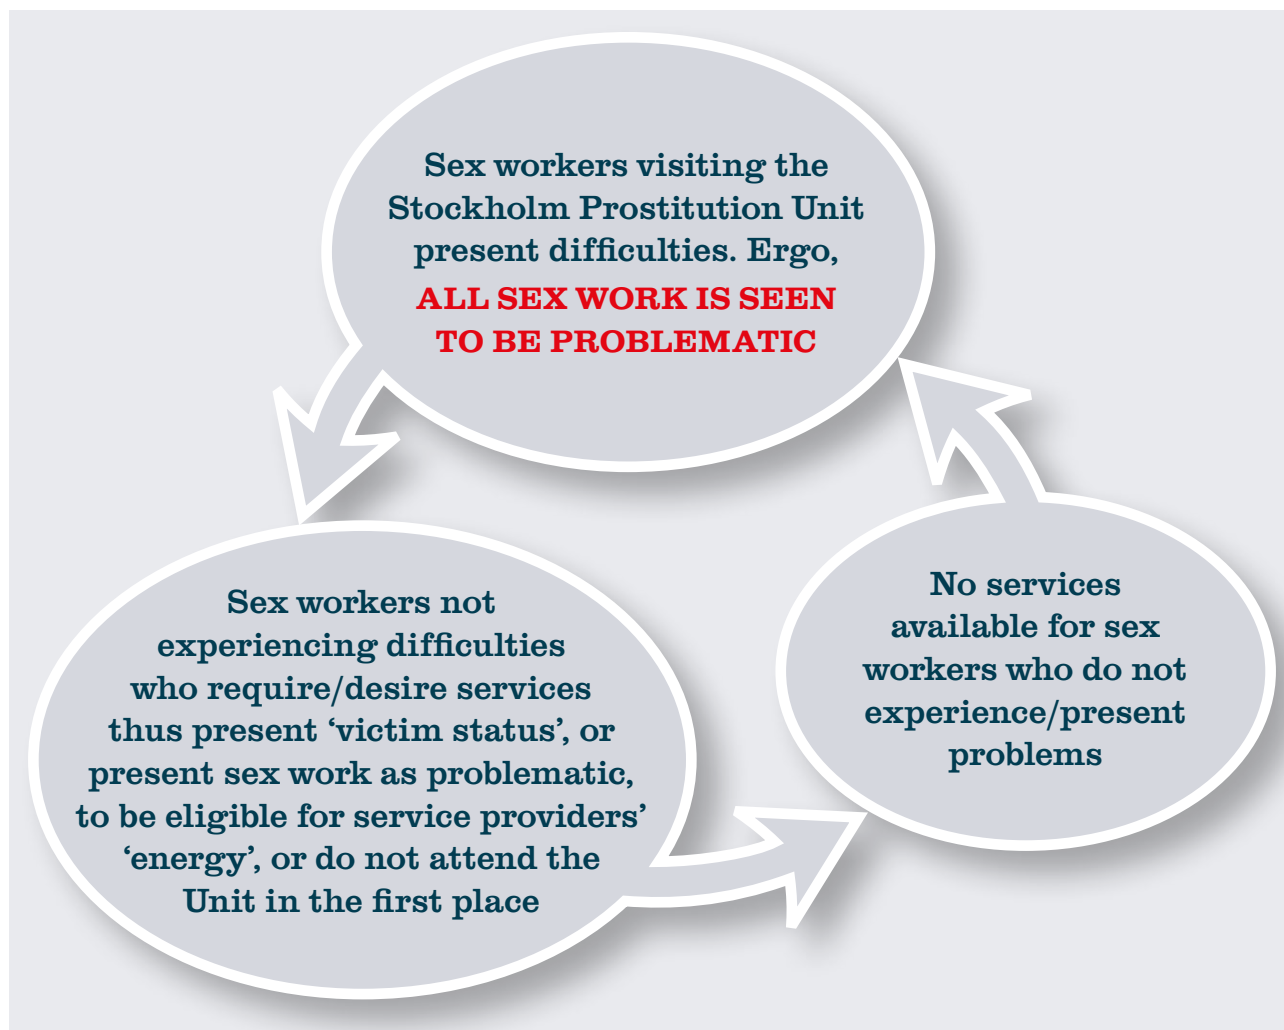 Sex workers visiting the
Stockholm Prostitution Unit
present difficulties. Ergo,
ALL SEX WORK IS SEEN
TO BE PROBLEMATIC
Sex workers not
experiencing difficulties
who require/desire services
thus present ‘victim status’, or
present sex work as problematic,
to be eligible for service providers’
‘energy’, or do not attend the
Unit in the first place
No services
available for sex
workers who do not
experience/present
problems